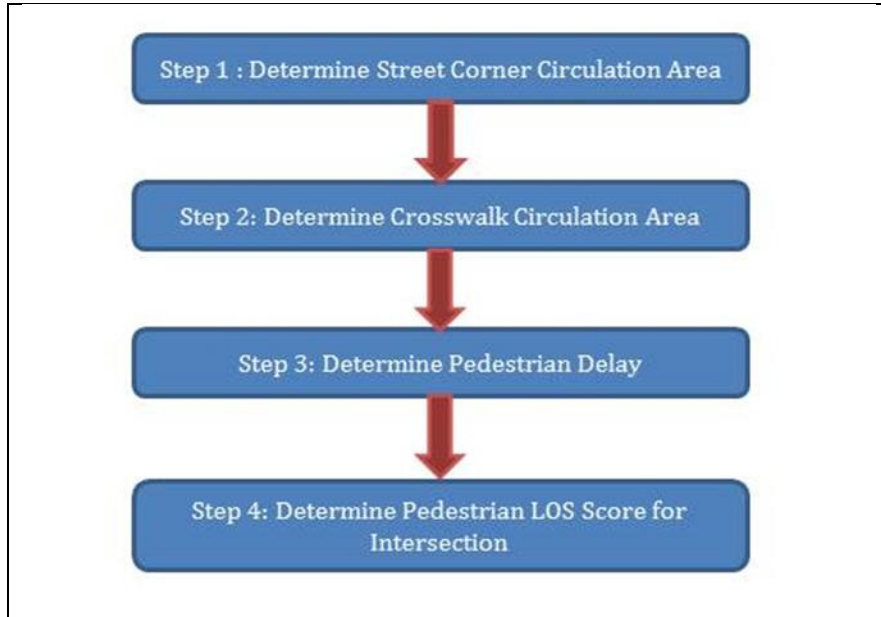 Step 1 : Determine Street Corner Circulation Area
Step 2: Determine Crosswalk Circulation Area
Step 3: Determine Pedestrian Delay
Step 4: Determine Pedestrian LOS Score for
Intersection